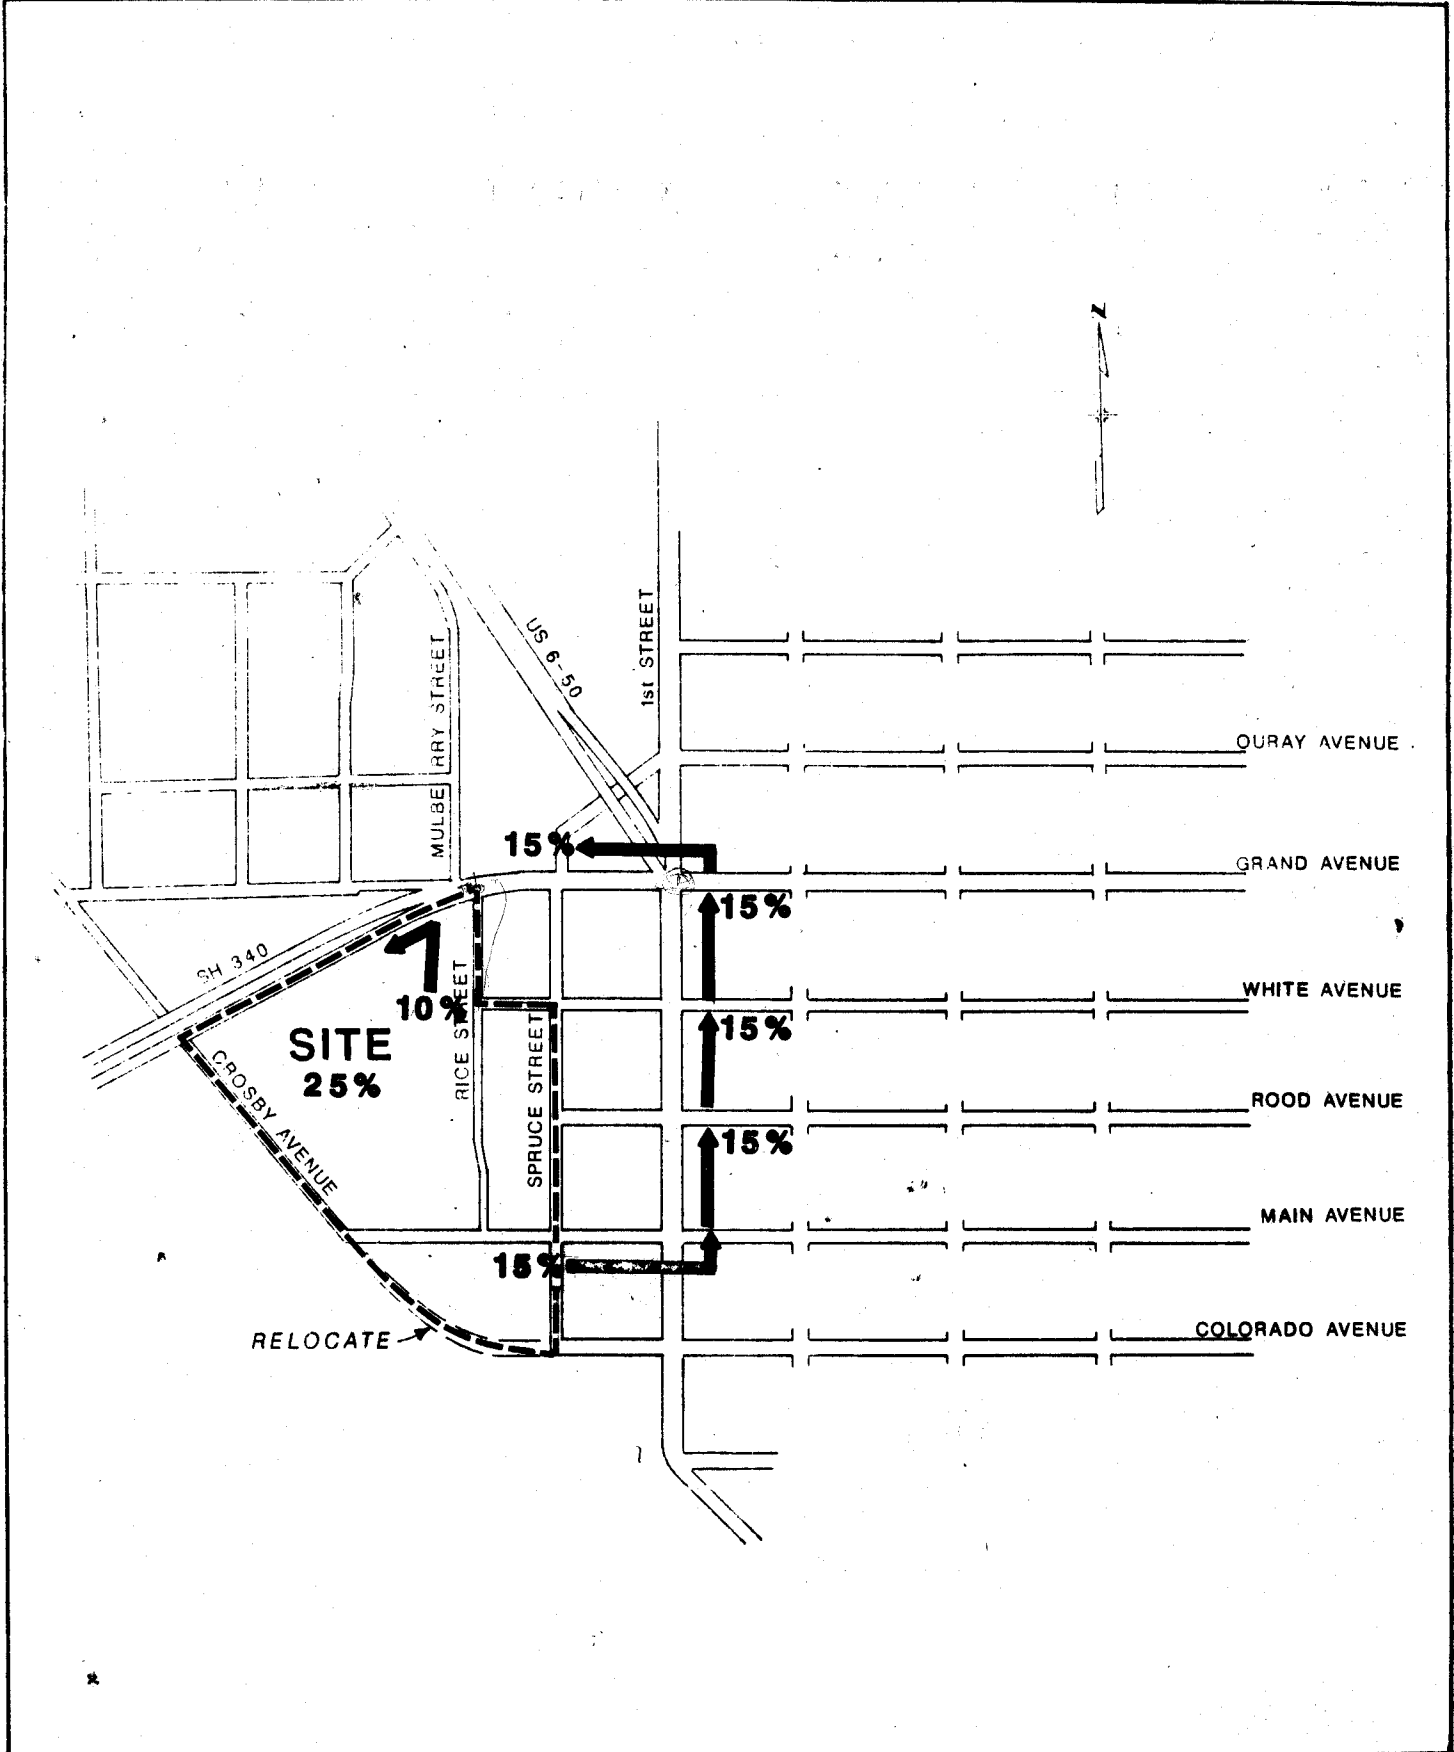 N
US 6-50
1st STREET
MULBERRY STREET
OURAY AVENUE
15%
GRAND AVENUE
15%
SH 340
10%
RICE STREET
WHITE AVENUE
SITE
25%
15%
CROSBY AVENUE
SPRUCE STREET
ROOD AVENUE
15%
MAIN AVENUE
15%
RELOCATE
COLORADO AVENUE